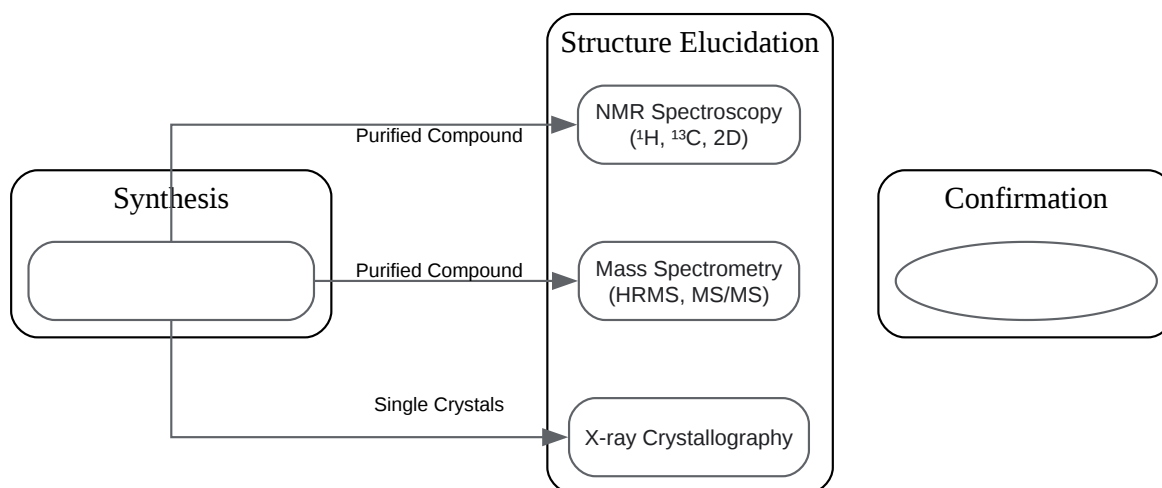 Structure Elucidation
NMR Spectroscopy
(¹H, ¹³C, 2D)
Purified Compound
Synthesis
Confirmation
Purified Compound
Mass Spectrometry
(HRMS, MS/MS)
Single Crystals
X-ray Crystallography